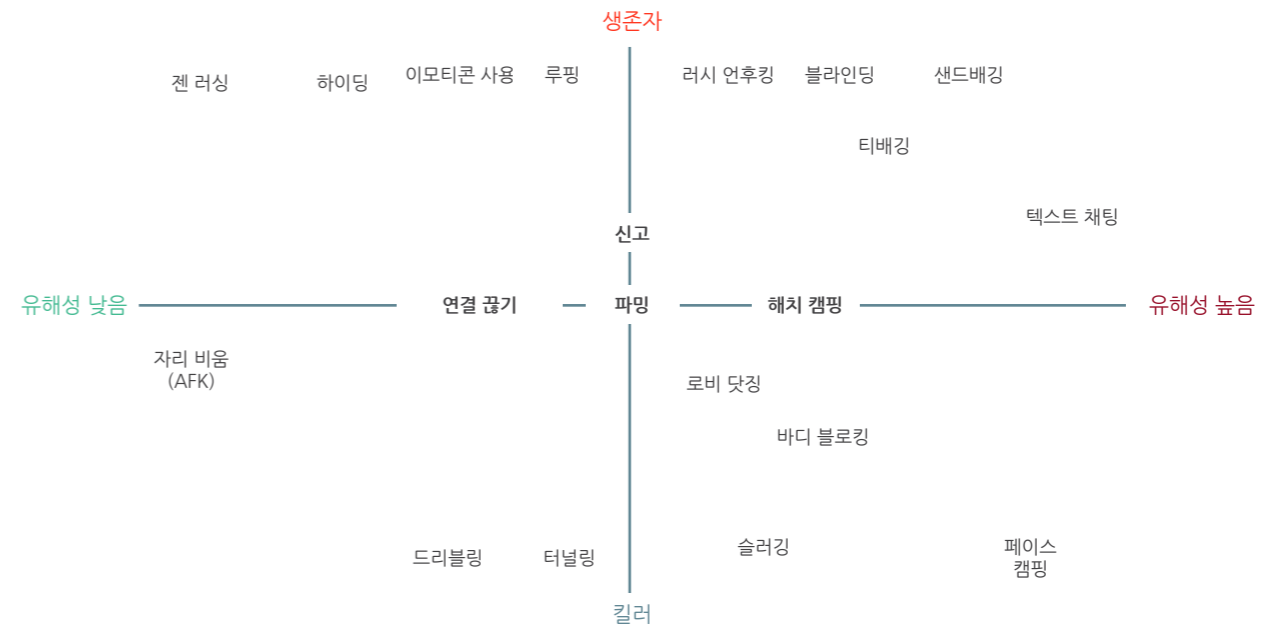 생존자
젠 러싱
하이딩
이모티콘 사용
루핑
러시 언후킹
블라인딩
샌드배깅
티배깅
텍스트 채팅
신고
유해성 낮음
연결 끊기
파밍
해치 캠핑
유해성 높음
자리 비움
(AFK)
로비 닷징
바디 블로킹
드리블링
터널링
슬러깅
페이스
캠핑
킬러